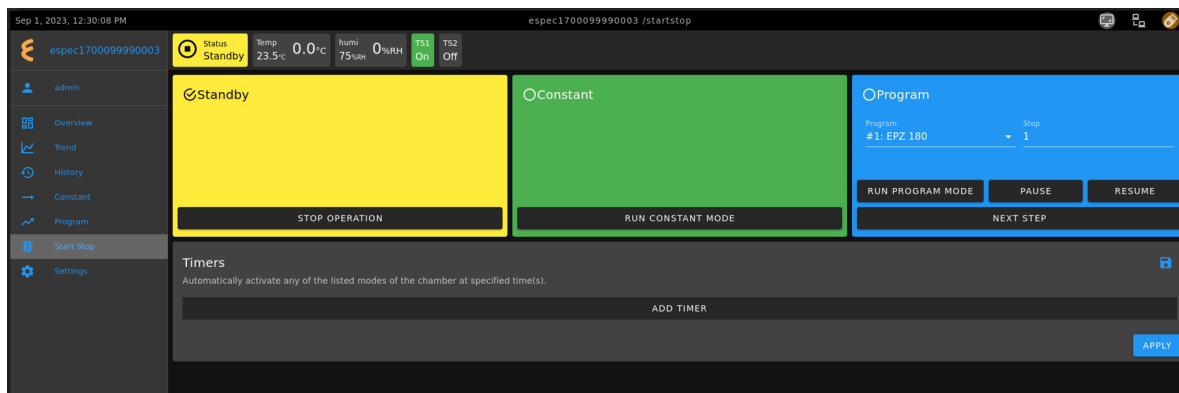 Sep 1, 2023, 12:30:08 PM
espec1700099990003 /startstop
espec1700099990003
Status
Standby
Temp
23.5°C
0.0°C
humi
75%RH
0%RH
TS1
On
TS2
Off
admin
Overview
Trend
History
Constant
Program
Start Stop
Settings
Standby
STOP OPERATION
Constant
RUN CONSTANT MODE
Program
Program
#1: EPZ 180
Step
1
RUN PROGRAM MODE
PAUSE
RESUME
NEXT STEP
Timers
Automatically activate any of the listed modes of the chamber at specified time(s).
ADD TIMER
APPLY